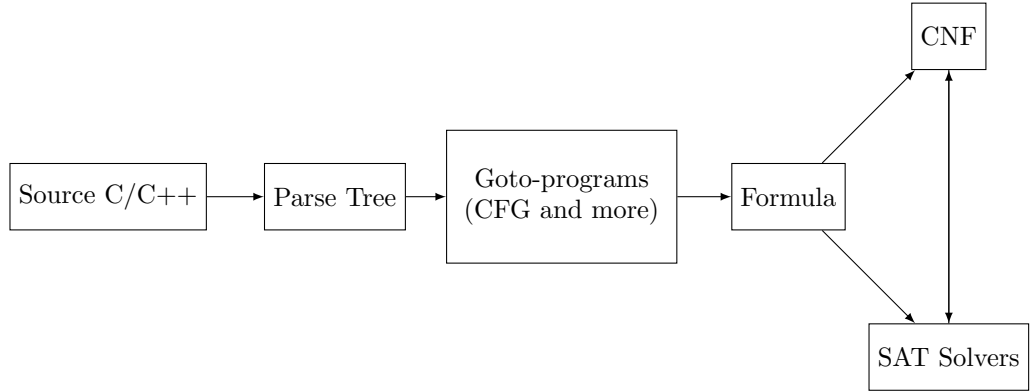 CNF
Source C/C++
Parse Tree
Goto-programs
(CFG and more)
Formula
SAT Solvers